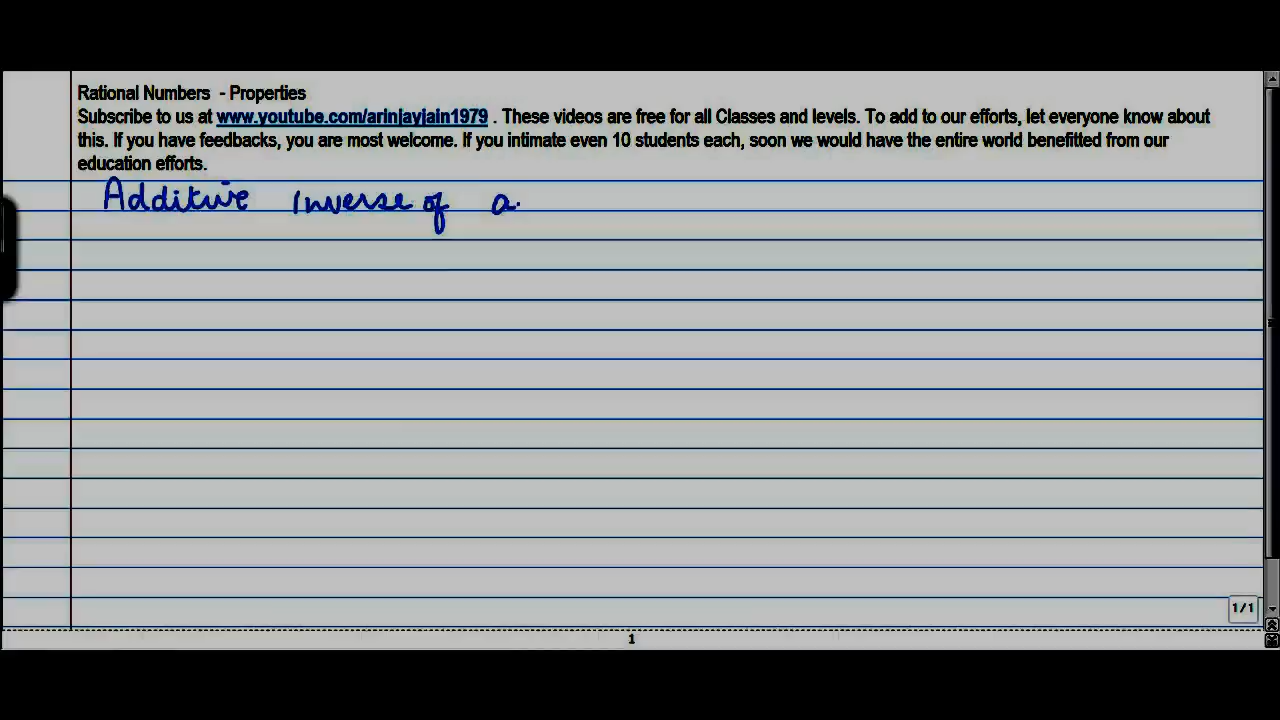 Rational Numbers - Properties
Subscribe to us at www.youtube.com/arinjayjain1979 . These videos are free for all Classes and levels. To add to our efforts, let everyone know about
this. If you have feedbacks, you are most welcome. If you intimate even 10 students each, soon we would have the entire world benefitted from our
education efforts.
Additive Inverse of a
1/1
1